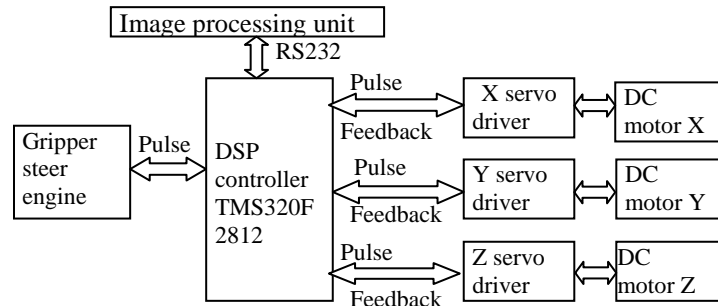 Image processing unit
RS232
Gripper
steer
engine
Pulse
DSP
controller
TMS320F
2812
Pulse
Feedback
X servo
driver
DC
motor X
Pulse
Feedback
Y servo
driver
DC
motor Y
Pulse
Feedback
Z servo
driver
DC
motor Z